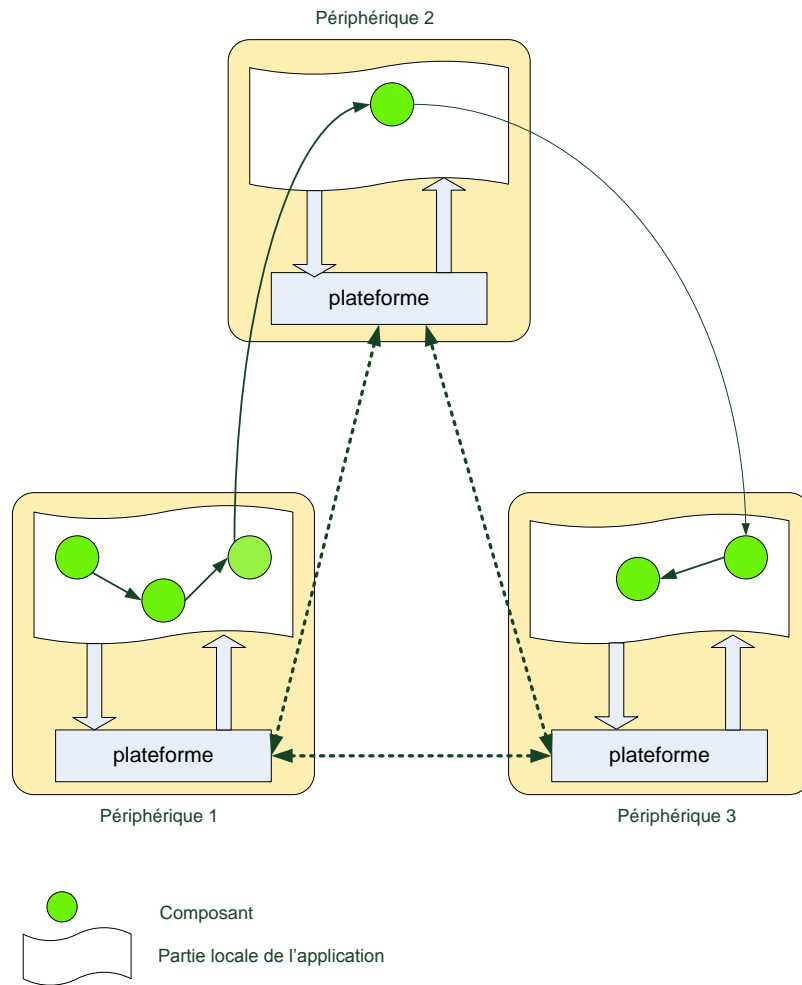 Périphérique 2
plateforme
plateforme
plateforme
Périphérique 1
Périphérique 3
Composant
Partie locale de l'application